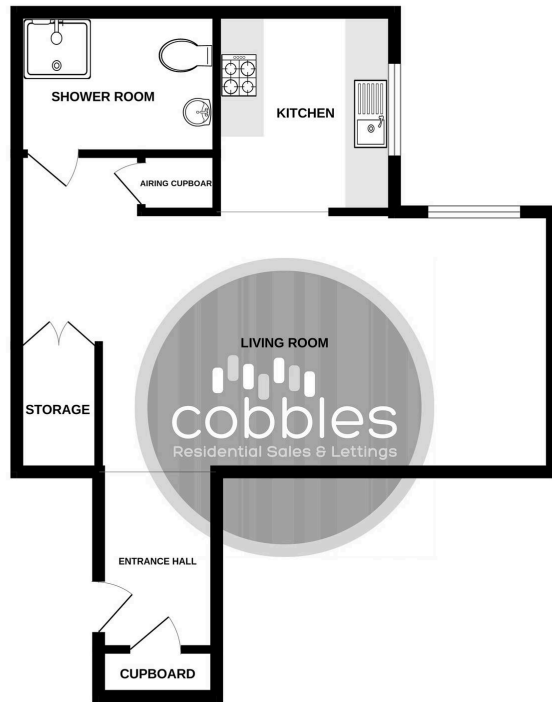 SHOWER ROOM
KITCHEN
AIRING CUPBOAR
LIVING ROOM
cobbles
Residential Sales & Lettings
STORAGE
ENTRANCE HALL
CUPBOARD